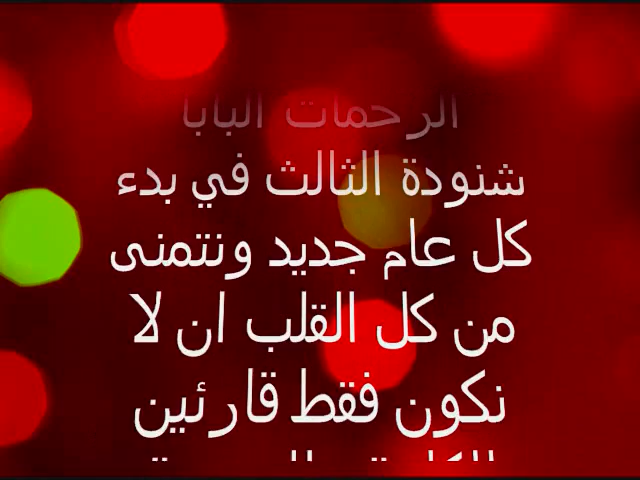 الرحمات البابا
شنودة الثالث في بدء
كل عام جديد ونتمنى
من كل القلب ان لا
نكون فقط قارئين